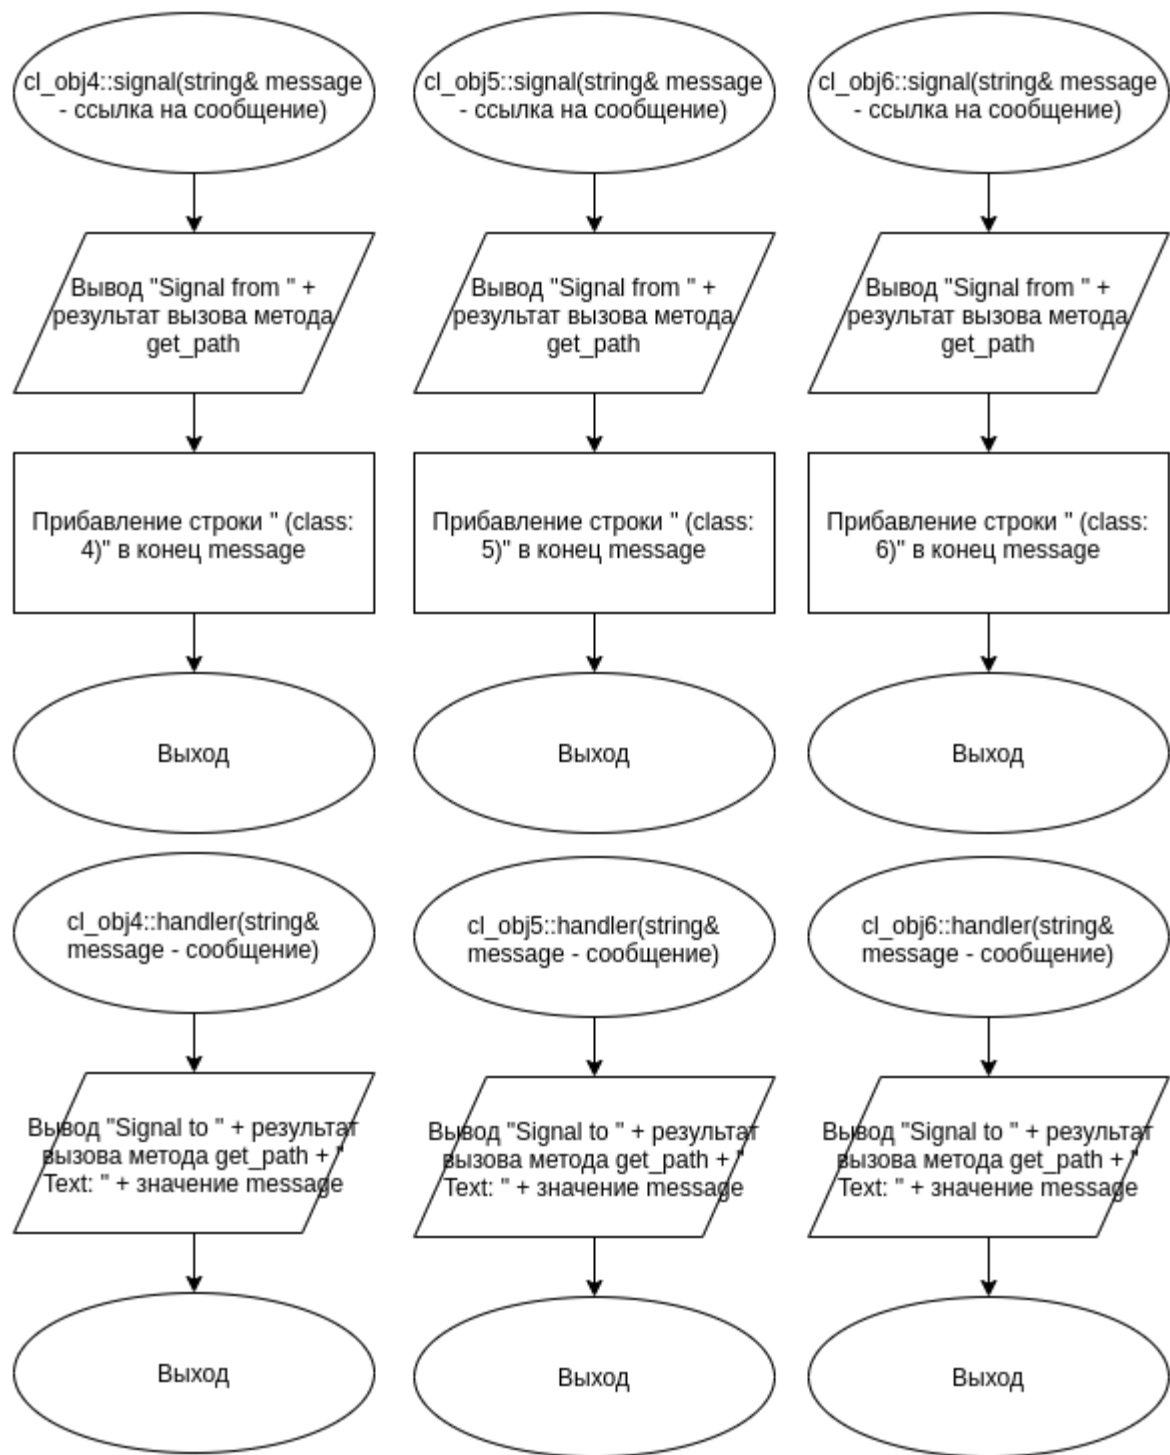 cl_obj4::signal(string& message
- ссылка на сообщение)
Вывод "Signal from " +
результат вызова метода
get_path
Прибавление строки " (class:
4)" в конец message
Выход
cl_obj5::signal(string& message
- ссылка на сообщение)
Вывод "Signal from " +
результат вызова метода
get_path
Прибавление строки " (class:
5)" в конец message
Выход
cl_obj6::signal(string& message
- ссылка на сообщение)
Вывод "Signal from " +
результат вызова метода
get_path
Прибавление строки " (class:
6)" в конец message
Выход
cl_obj4::handler(string&
message - сообщение)
Вывод "Signal to " + результат
вызова метода get_path + "
Text: " + значение message
Выход
cl_obj5::handler(string&
message - сообщение)
Вывод "Signal to " + результат
вызова метода get_path + "
Text: " + значение message
Выход
cl_obj6::handler(string&
message - сообщение)
Вывод "Signal to " + результат
вызова метода get_path + "
Text: " + значение message
Выход